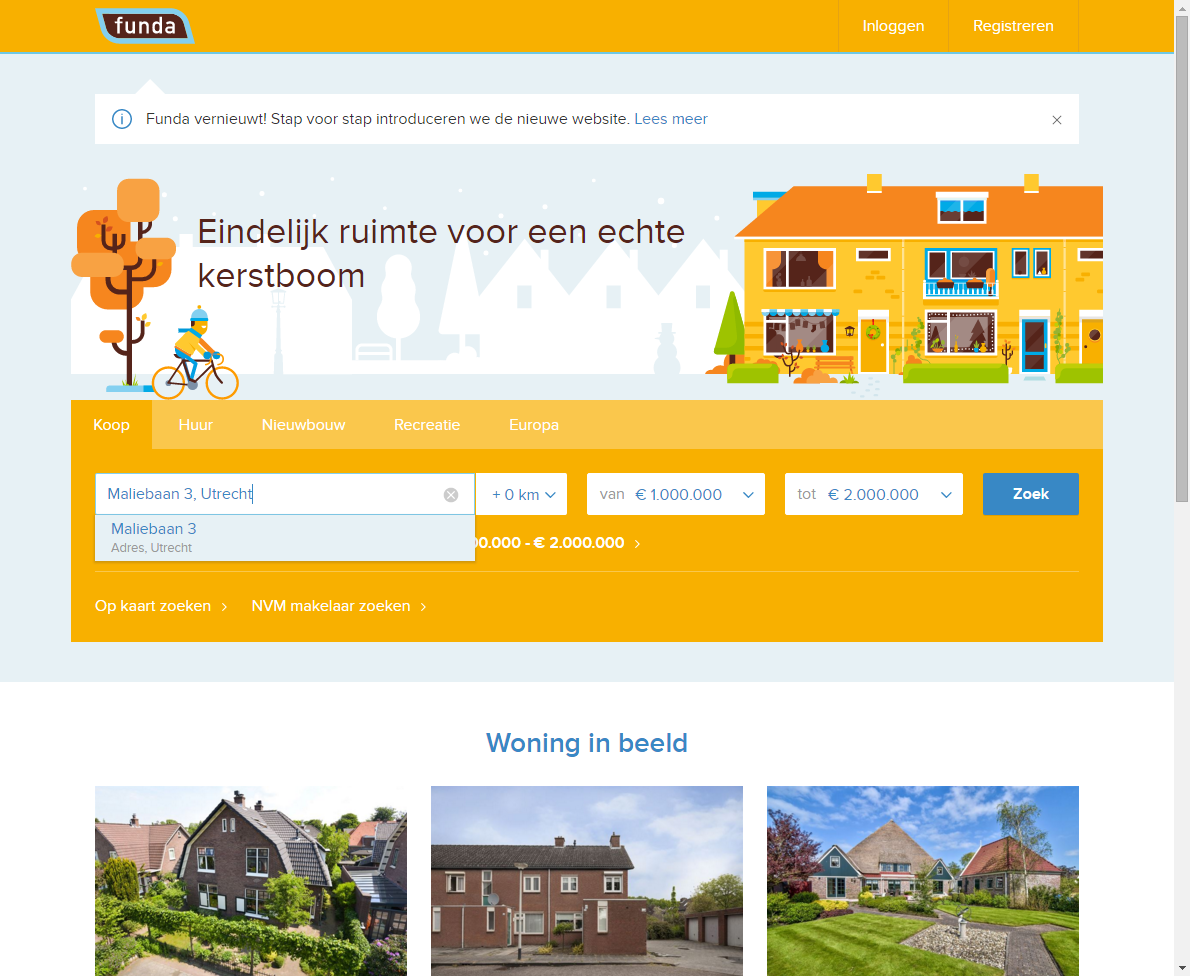 funda
Inloggen
Registreren
Funda vernieuwt! Stap voor stap introduceren we de nieuwe website. Lees meer
Eindelijk ruimte voor een echte
kerstboom
Koop
Huur
Nieuwbouw
Recreatie
Europa
Maliebaan 3, Utrecht
+ 0 km
van € 1.000.000
tot € 2.000.000
Zoek
Maliebaan 3
Adres, Utrecht
00.000 - € 2.000.000
Op kaart zoeken
NVM makelaar zoeken
Woning in beeld